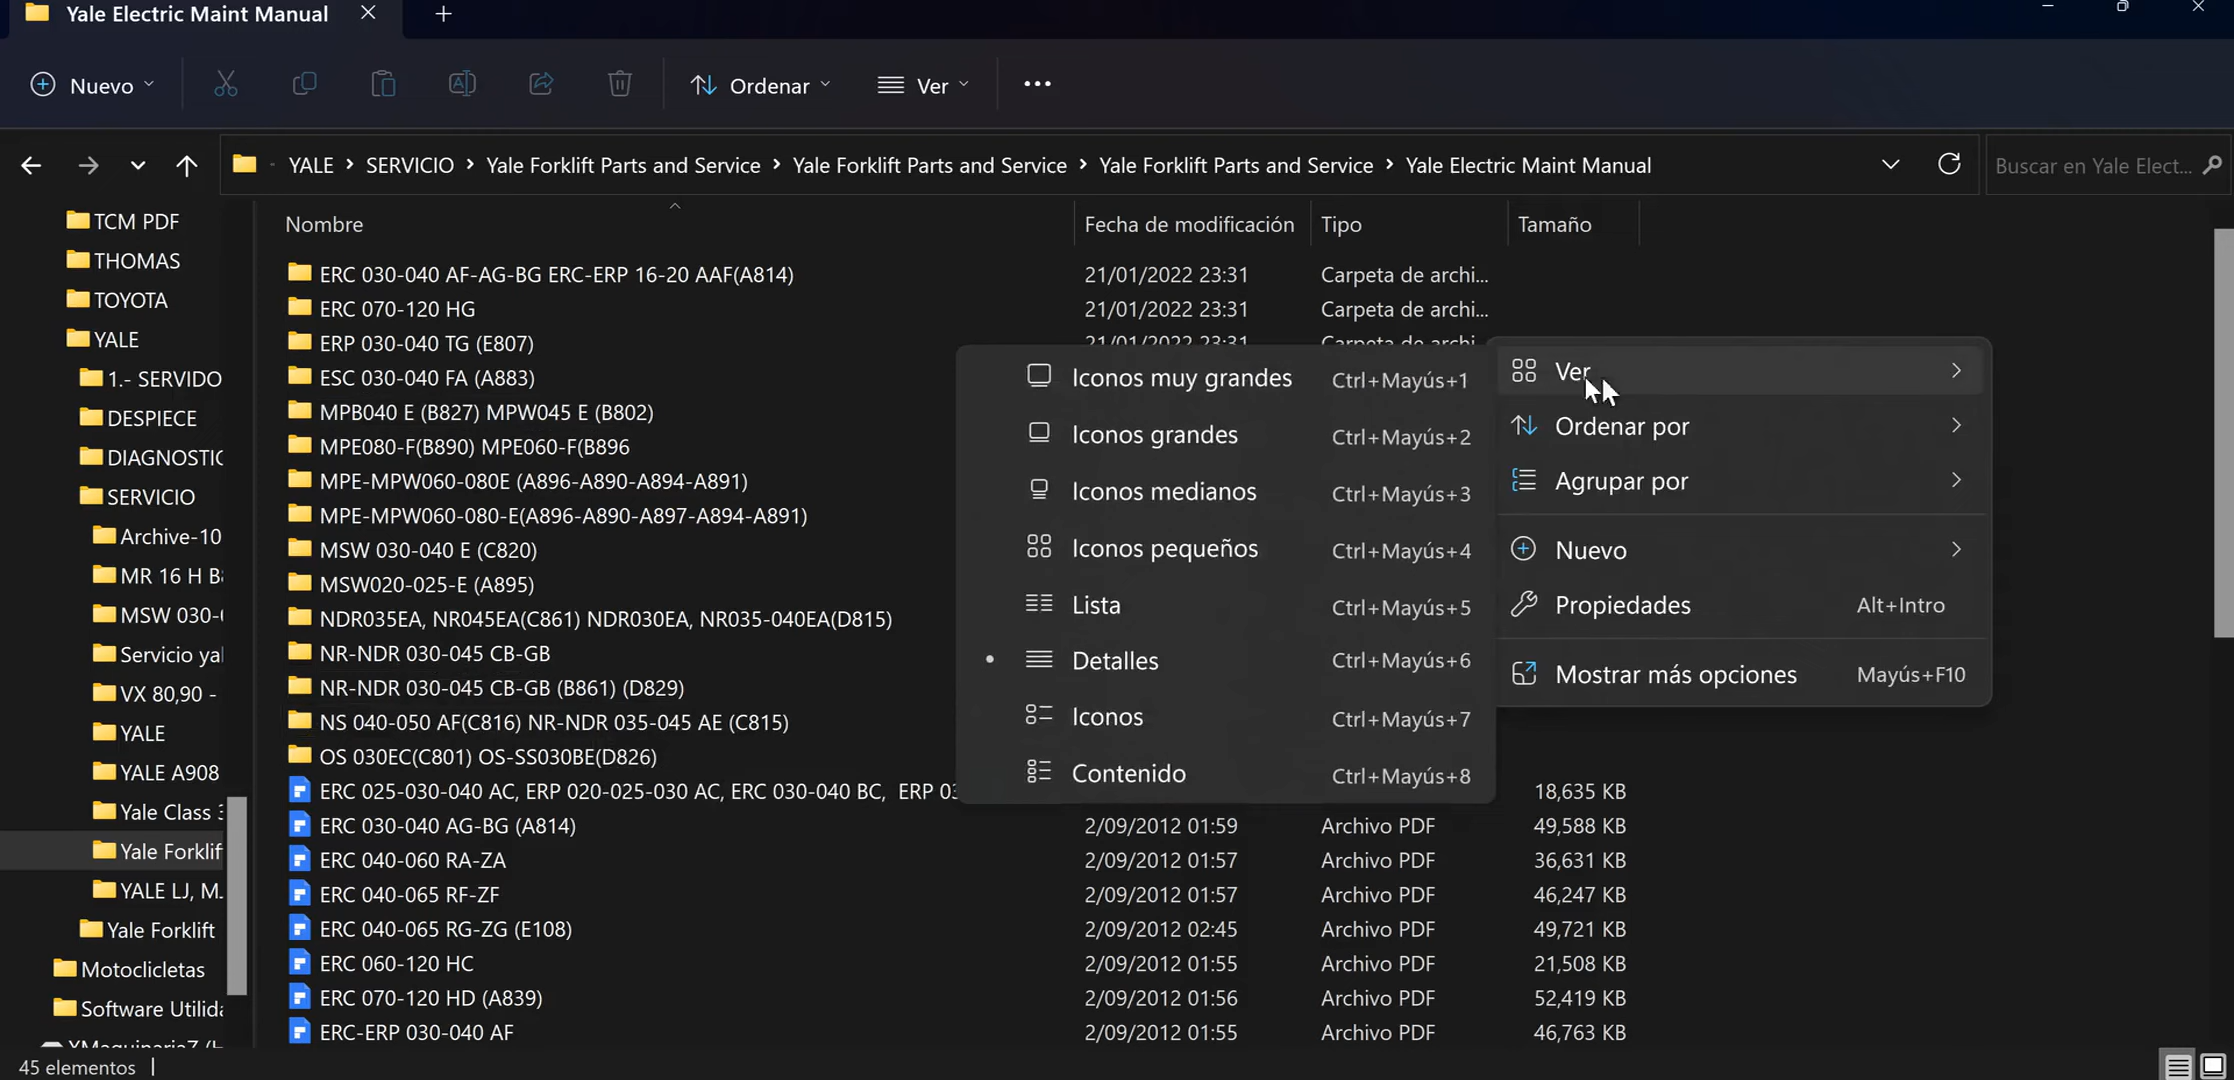 Yale Electric Maint Manual
Nuevo
Ordenar
Ver
YALE > SERVICIO > Yale Forklift Parts and Service > Yale Forklift Parts and Service > Yale Forklift Parts and Service > Yale Electric Maint Manual
Buscar en Yale Elect...
TCM PDF
THOMAS
TOYOTA
YALE
1.- SERVIDO
DESPIECE
DIAGNOSTIC
SERVICIO
Archive-10
MR 16 H B
MSW 030-
Servicio ya
VX 80,90 -
YALE
YALE A908
Yale Class 3
Yale Forklif
YALE LJ, M.
Yale Forklift
Motoclicletas
Software Utilida
Nombre Fecha de modificación Tipo Tamaño
ERC 030-040 AF-AG-BG ERC-ERP 16-20 AAF(A814) 21/01/2022 23:31 Carpeta de archi...
ERC 070-120 HG 21/01/2022 23:31 Carpeta de archi...
ERP 030-040 TG (E807) 21/01/2022 23:31 Carpeta de archi...
ESC 030-040 FA (A883)
MPB040 E (B827) MPW045 E (B802)
MPE080-F(B890) MPE060-F(B896
MPE-MPW060-080E (A896-A890-A894-A891)
MPE-MPW060-080-E(A896-A890-A897-A894-A891)
MSW 030-040 E (C820)
MSW020-025-E (A895)
NDR035EA, NR045EA(C861) NDR030EA, NR035-040EA(D815)
NR-NDR 030-045 CB-GB
NR-NDR 030-045 CB-GB (B861) (D829)
NS 040-050 AF(C816) NR-NDR 035-045 AE (C815)
OS 030EC(C801) OS-SS030BE(D826)
ERC 025-030-040 AC, ERP 020-025-030 AC, ERC 030-040 BC, ERP 03 18,635 KB
ERC 030-040 AG-BG (A814) 2/09/2012 01:59 Archivo PDF 49,588 KB
ERC 040-060 RA-ZA 2/09/2012 01:57 Archivo PDF 36,631 KB
ERC 040-065 RF-ZF 2/09/2012 01:57 Archivo PDF 46,247 KB
ERC 040-065 RG-ZG (E108) 2/09/2012 02:45 Archivo PDF 49,721 KB
ERC 060-120 HC 2/09/2012 01:55 Archivo PDF 21,508 KB
ERC 070-120 HD (A839) 2/09/2012 01:56 Archivo PDF 52,419 KB
ERC-ERP 030-040 AF 2/09/2012 01:55 Archivo PDF 46,763 KB
Iconos muy grandes Ctrl+Mayús+1
Iconos grandes Ctrl+Mayús+2
Iconos medianos Ctrl+Mayús+3
Iconos pequeños Ctrl+Mayús+4
Lista Ctrl+Mayús+5
Detalles Ctrl+Mayús+6
Iconos Ctrl+Mayús+7
Contenido Ctrl+Mayús+8
Ver
Ordenar por
Agrupar por
Nuevo
Propiedades Alt+Intro
Mostrar más opciones Mayús+F10
45 elementos